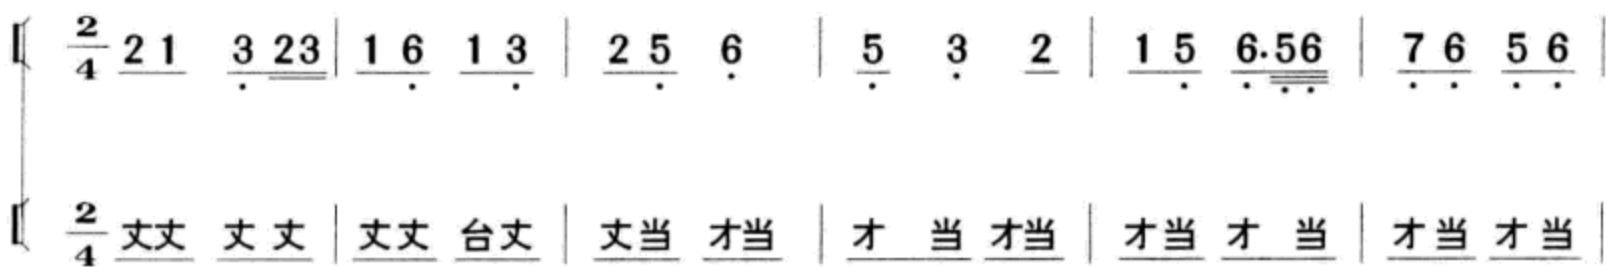 2/4 2 1 3 23 | 1 6 1 3 | 2 5 6 | 5 3 2 | 1 5 6·56 | 7 6 5 6 |
2/4 丈丈 丈 丈 | 丈丈 台丈 | 丈当 才当 | 才 当 才当 | 才当 才 当 | 才当 才当 |